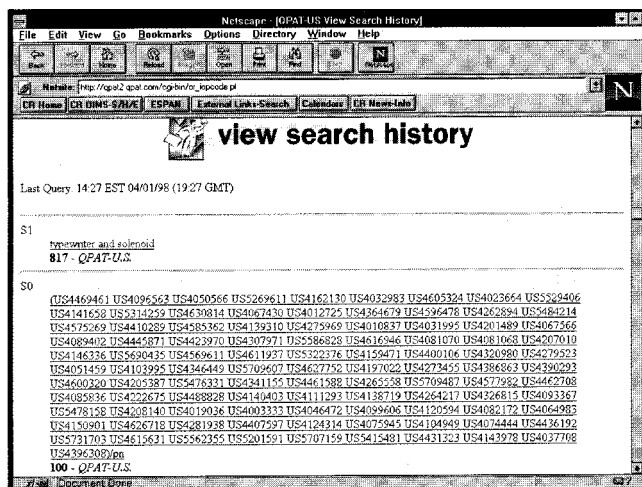 Netscape - [QPAT-US View Search History]
File Edit View Go Bookmarks Options Directory Window Help
Back Home Reload Open Print Find
Netsite: http://qpat2.qpat.com/cgi-bin/cr_iopcode.pl
N
CR Home CR DIMS-S/H/E ESPAN External Links-Search Calendars CR News-Info
view search history
Last Query: 14:27 EST 04/01/98 (19:27 GMT)
S1
typewriter and solenoid
817 - QPAT-U.S.
S0
(US4469461 US4096563 US4050566 US5269611 US4162130 US4032983 US4605324 US4023664 US5529406
US4141658 US5314259 US4630814 US4067430 US4012725 US4364679 US4596478 US4262894 US5484214
US4575269 US4410289 US4585362 US4139310 US4275969 US4010837 US4031995 US4201489 US4067566
US4089402 US4445871 US4423970 US4307971 US5586828 US4616946 US4081070 US4081068 US4207010
US4146336 US5690435 US4569611 US4611937 US5322376 US4159471 US4400106 US4320980 US4279523
US4051459 US4103995 US4346449 US5709607 US4627752 US4197022 US4273455 US4386863 US4390293
US4600320 US4205387 US5476331 US4341155 US4461588 US4265558 US5709487 US4577982 US4462708
US4085836 US4222675 US4488828 US4140403 US4111293 US4138719 US4264217 US4326815 US4093367
US5478158 US4208140 US4019036 US4003333 US4046472 US4099606 US4120594 US4082172 US4064983
US4150901 US4626718 US4281938 US4407597 US4124314 US4075945 US4104949 US4074444 US4436192
US5731703 US4615631 US5562355 US5201591 US5707159 US5415481 US4431323 US4143978 US4037708
US4396308)/pn
100 - QPAT-U.S.
Document Done